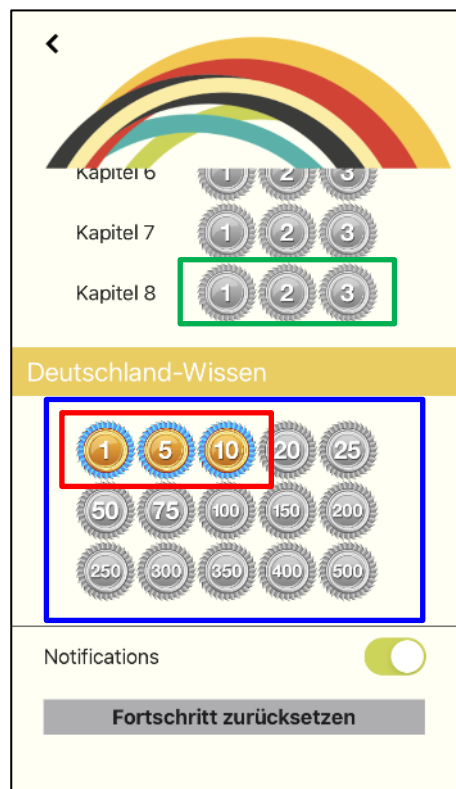 Kapitel 6 1 2 3
Kapitel 7 1 2 3
Kapitel 8 1 2 3
Deutschland-Wissen
1 5 10 20 25
50 75 100 150 200
250 300 350 400 500
Notifications
Fortschritt zurücksetzen